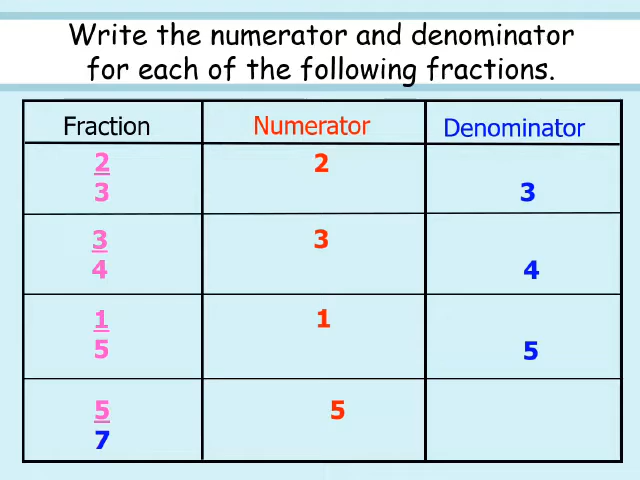 Write the numerator and denominator
for each of the following fractions.
Fraction Numerator Denominator
2 2
3 3
3 3
4 4
1 1
5 5
5 5
7